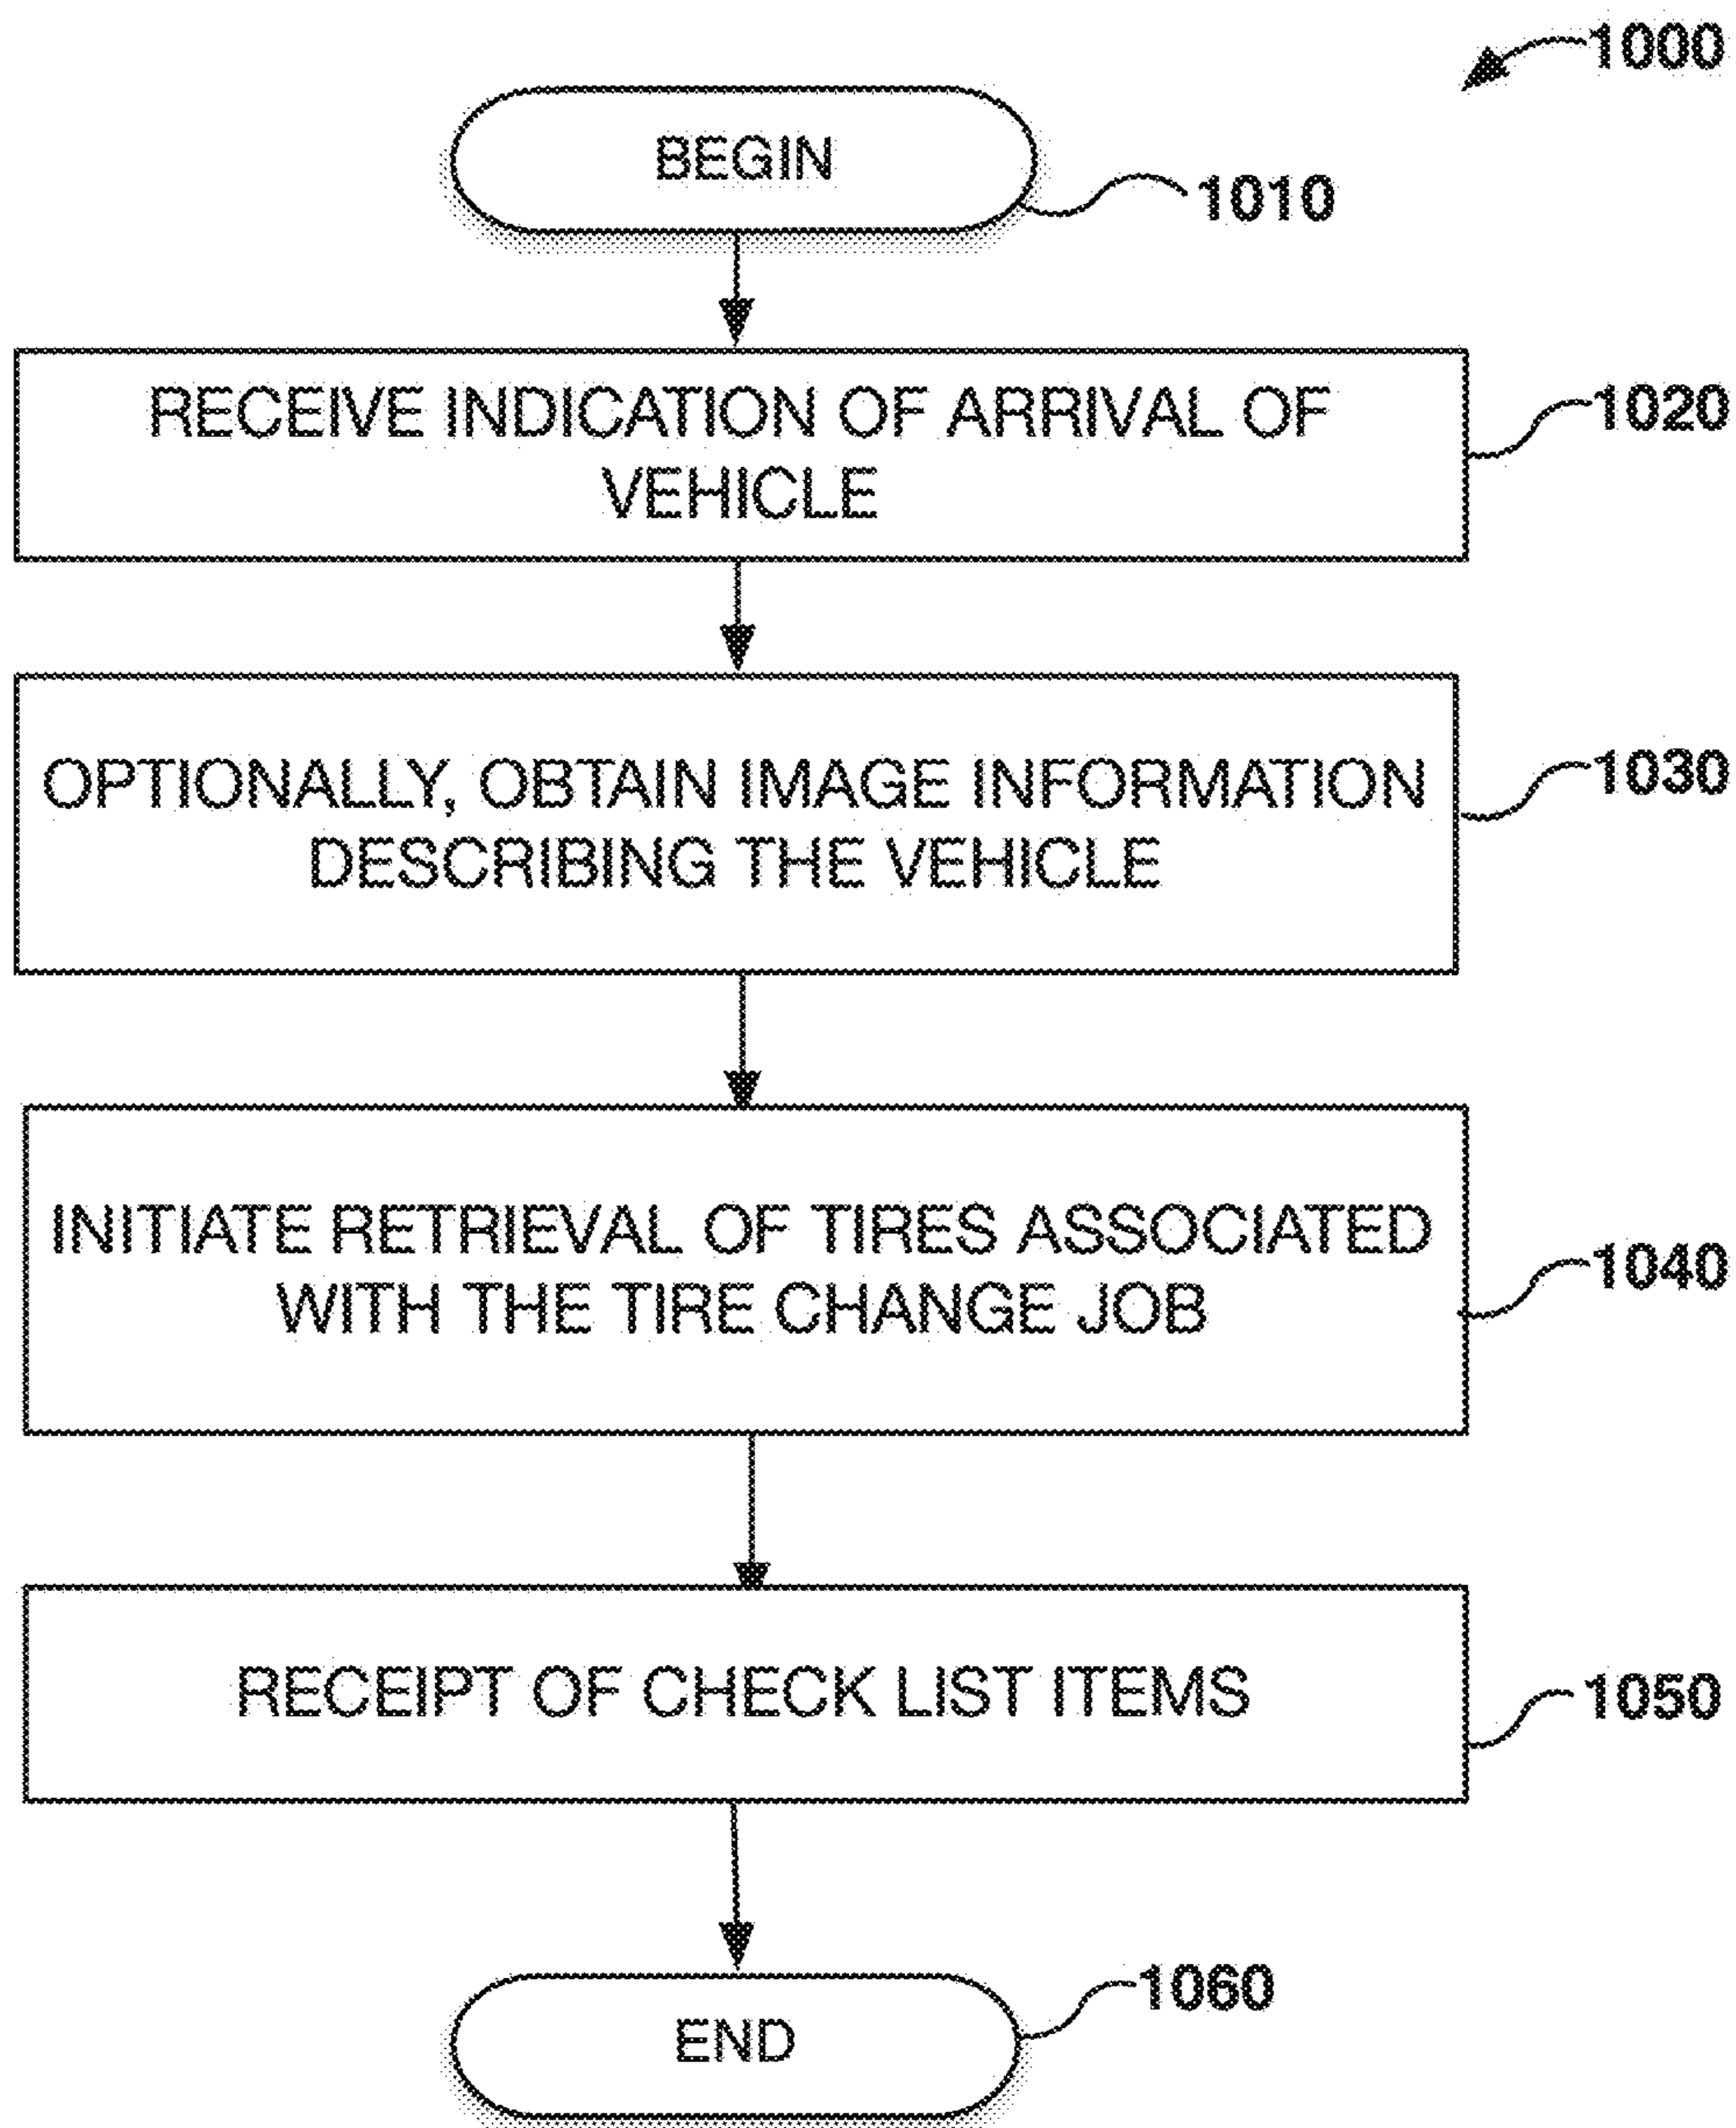 1000
BEGIN
1010
RECEIVE INDICATION OF ARRIVAL OF
VEHICLE
1020
OPTIONALLY, OBTAIN IMAGE INFORMATION
DESCRIBING THE VEHICLE
1030
INITIATE RETRIEVAL OF TIRES ASSOCIATED
WITH THE TIRE CHANGE JOB
1040
RECEIPT OF CHECK LIST ITEMS
1050
END
1060